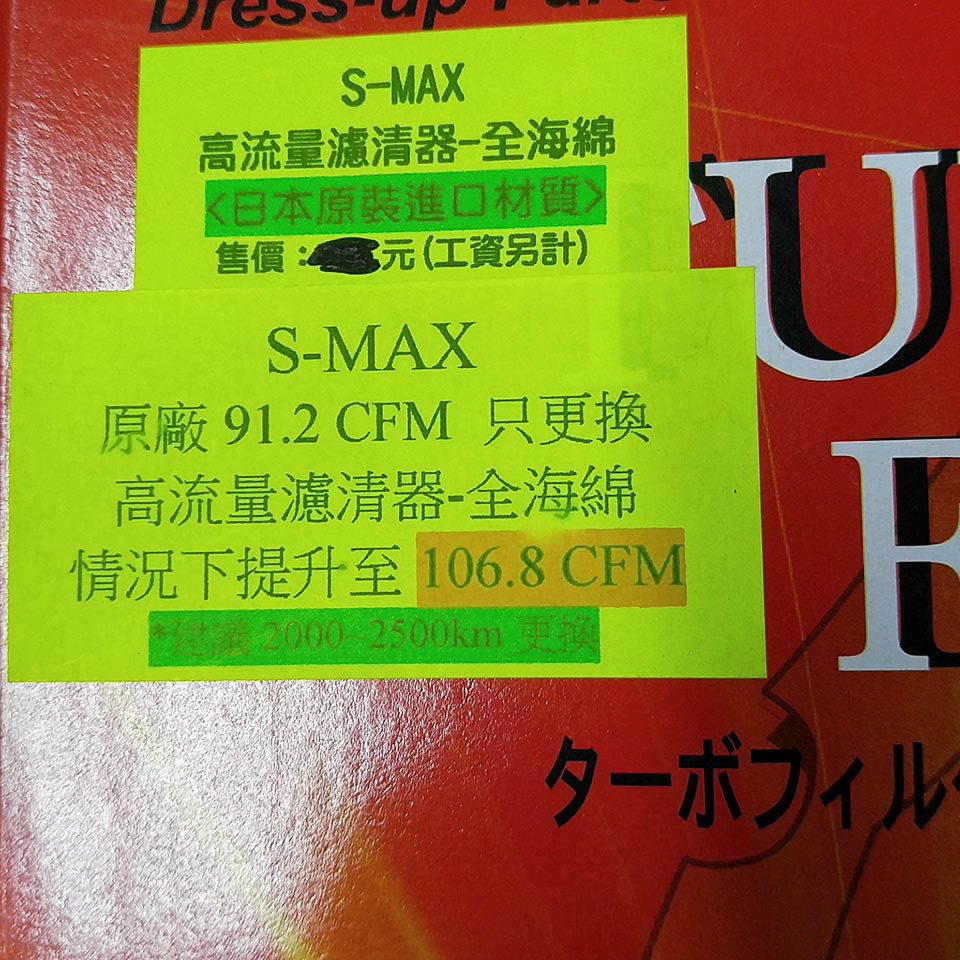 Dress-up Parts
S-MAX
高流量濾清器-全海綿
<日本原裝進口材質>
售價：元(工資另計)
S-MAX
原廠 91.2 CFM 只更換
高流量濾清器-全海綿
情況下提升至 106.8 CFM
*建議 2000~2500km 更換
U
F
ターボフィル